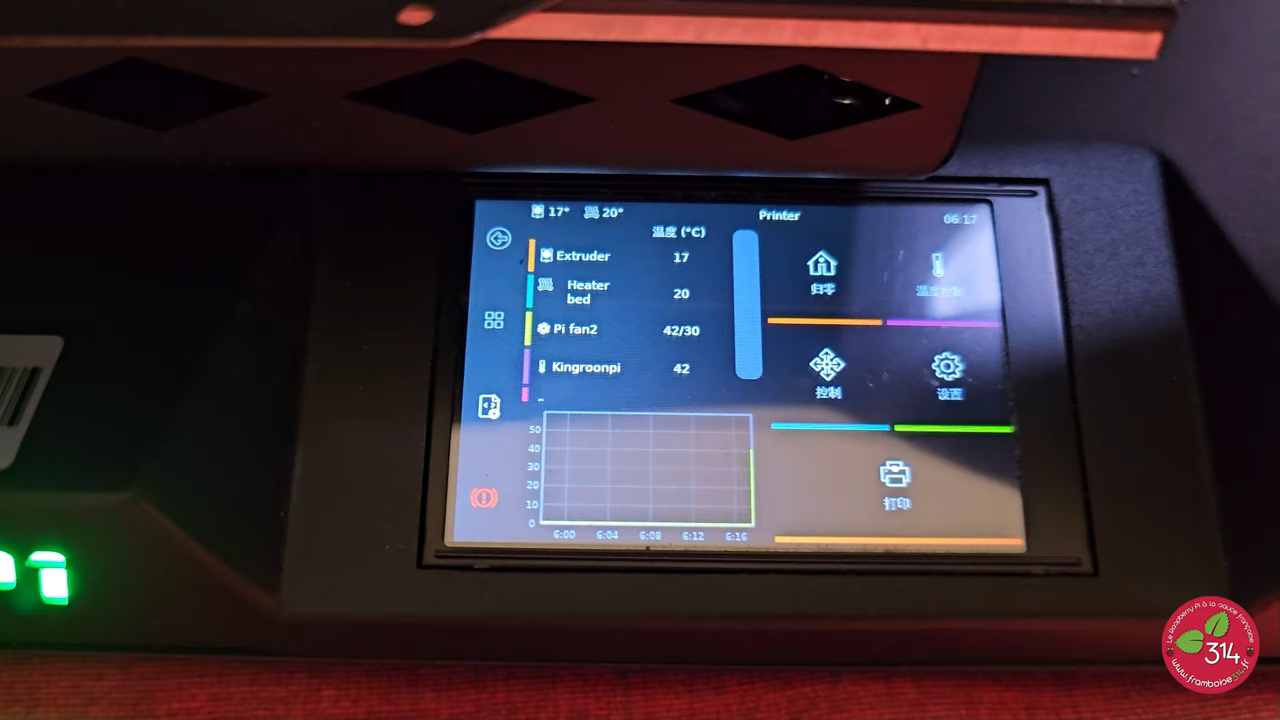 17° 20° Printer 06:17
温度 (°C)
Extruder 17
Heater bed 20
Pi fan2 42/30
Kingroonpi 42
归零
温度控制
控制
设置
打印
50
40
30
20
10
0
6:00 6:04 6:08 6:12 6:16
Le Raspberry Pi à la sauce française
314
www.framboise314.fr